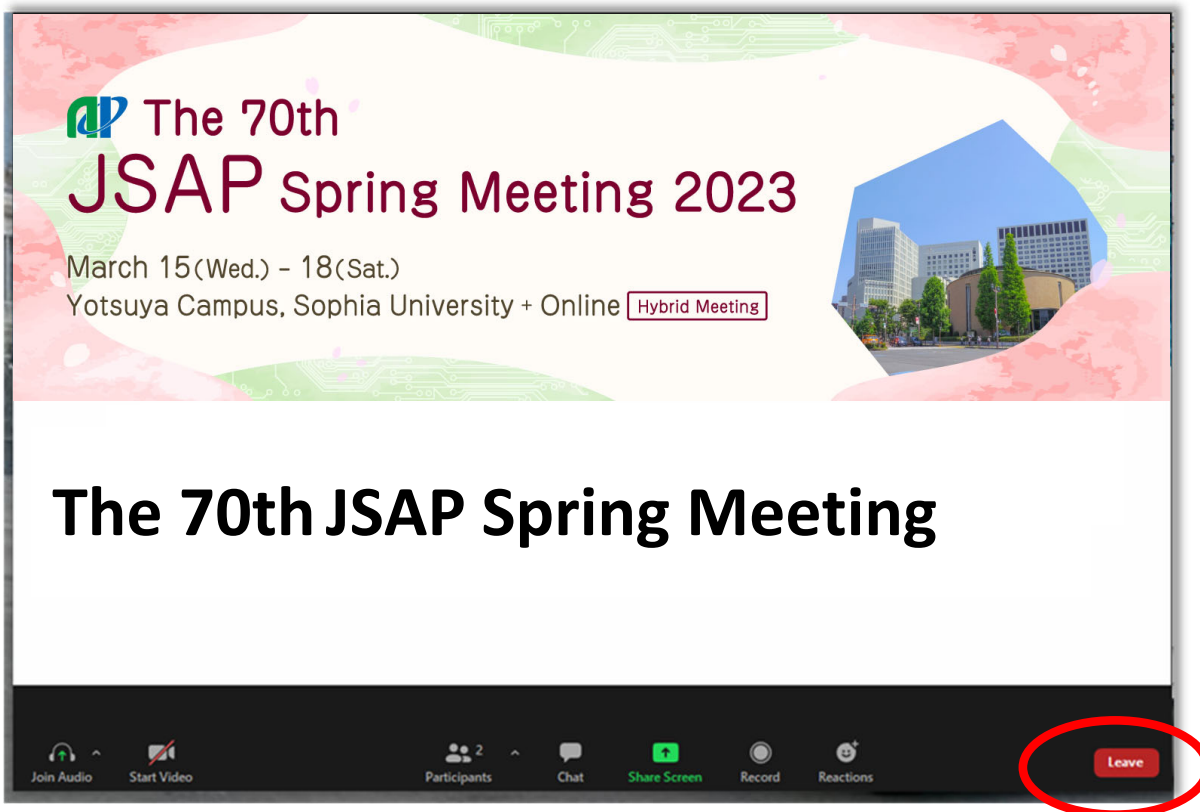 The 70th
JSAP Spring Meeting 2023
March 15(Wed.) - 18(Sat.)
Yotsuya Campus, Sophia University + Online Hybrid Meeting
The 70th JSAP Spring Meeting
2
Join Audio Start Video Participants Chat Share Screen Record Reactions Leave